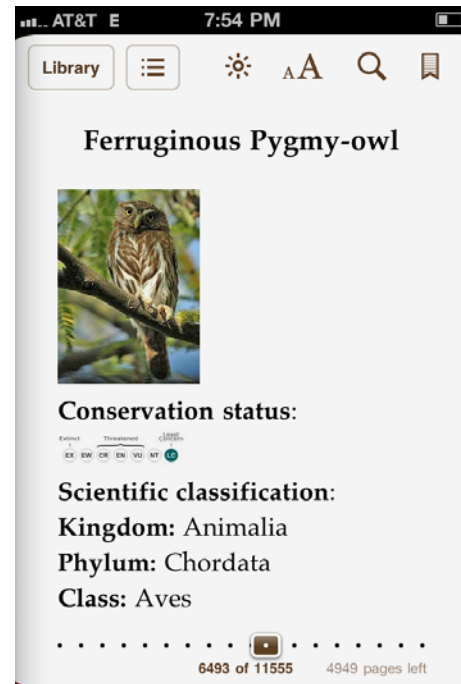 AT&T E 7:54 PM
Library AA
Ferruginous Pygmy-owl
Conservation status:
Extinct Threatened Least Concern
EX EW CR EN VU NT LC
Scientific classification:
Kingdom: Animalia
Phylum: Chordata
Class: Aves
6493 of 11555 4949 pages left